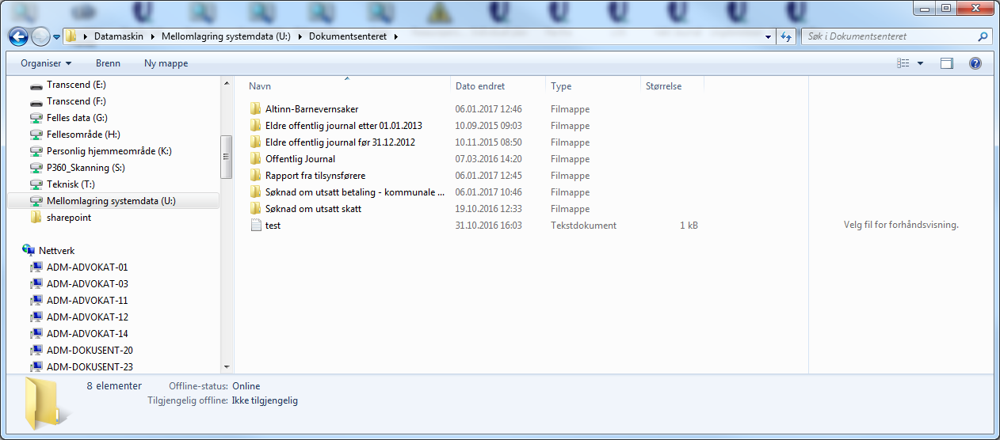 Datamaskin ▸ Mellomlagring systemdata (U:) ▸ Dokumentsenteret ▸
Søk i Dokumentsenteret
Organiser Brenn Ny mappe
Transcend (E:)
Transcend (F:)
Felles data (G:)
Fellesområde (H:)
Personlig hjemmeområde (K:)
P360_Skanning (S:)
Teknisk (T:)
Mellomlagring systemdata (U:)
sharepoint
Nettverk
ADM-ADVOKAT-01
ADM-ADVOKAT-03
ADM-ADVOKAT-11
ADM-ADVOKAT-12
ADM-ADVOKAT-14
ADM-DOKUSENT-20
ADM-DOKUSENT-23
Navn Dato endret Type Størrelse
Altinn-Barnevernsaker 06.01.2017 12:46 Filmappe
Eldre offentlig journal etter 01.01.2013 10.09.2015 09:03 Filmappe
Eldre offentlig journal før 31.12.2012 10.11.2015 08:50 Filmappe
Offentlig Journal 07.03.2016 14:20 Filmappe
Rapport fra tilsynsførere 06.01.2017 12:45 Filmappe
Søknad om utsatt betaling - kommunale ... 06.01.2017 10:46 Filmappe
Søknad om utsatt skatt 19.10.2016 12:33 Filmappe
test 31.10.2016 16:03 Tekstdokument 1 kB
Velg fil for forhåndsvisning.
8 elementer Offline-status: Online
Tilgjengelig offline: Ikke tilgjengelig